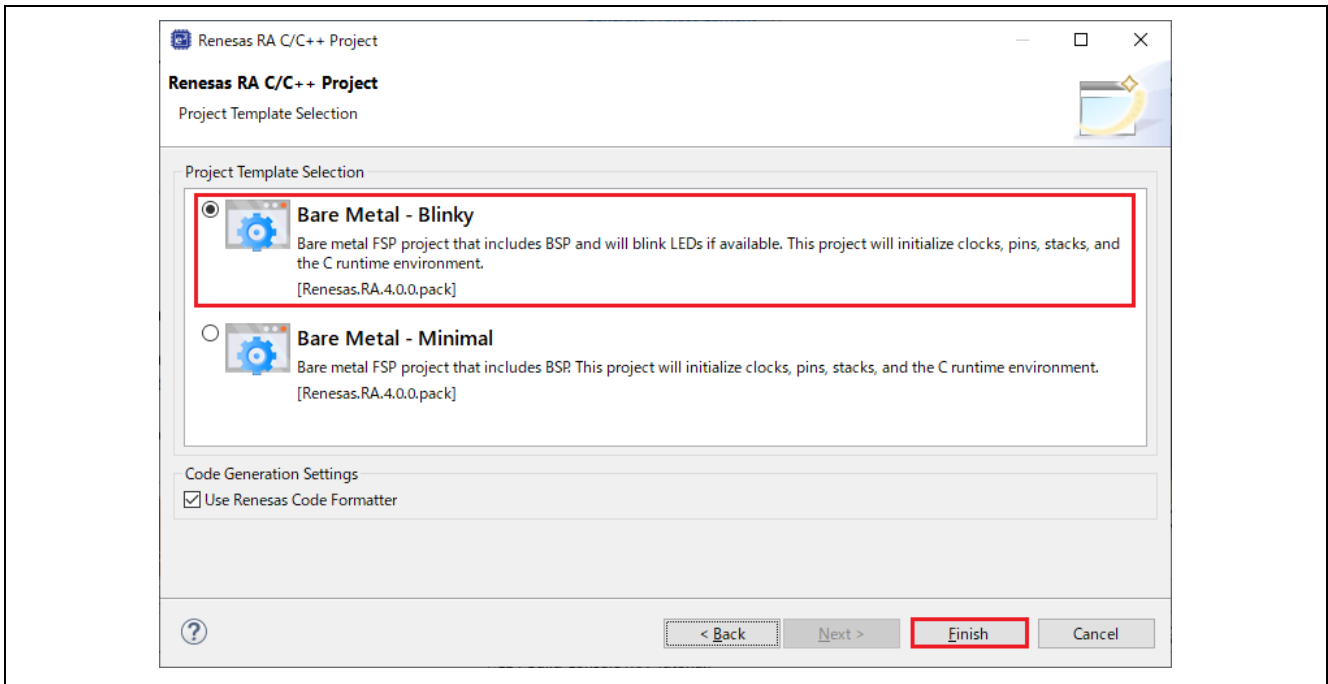 Renesas RA C/C++ Project
Renesas RA C/C++ Project
Project Template Selection
Project Template Selection
Bare Metal - Blinky
Bare metal FSP project that includes BSP and will blink LEDs if available. This project will initialize clocks, pins, stacks, and
the C runtime environment.
[Renesas.RA.4.0.0.pack]
Bare Metal - Minimal
Bare metal FSP project that includes BSP. This project will initialize clocks, pins, stacks, and the C runtime environment.
[Renesas.RA.4.0.0.pack]
Code Generation Settings
Use Renesas Code Formatter
< Back Next > Finish Cancel